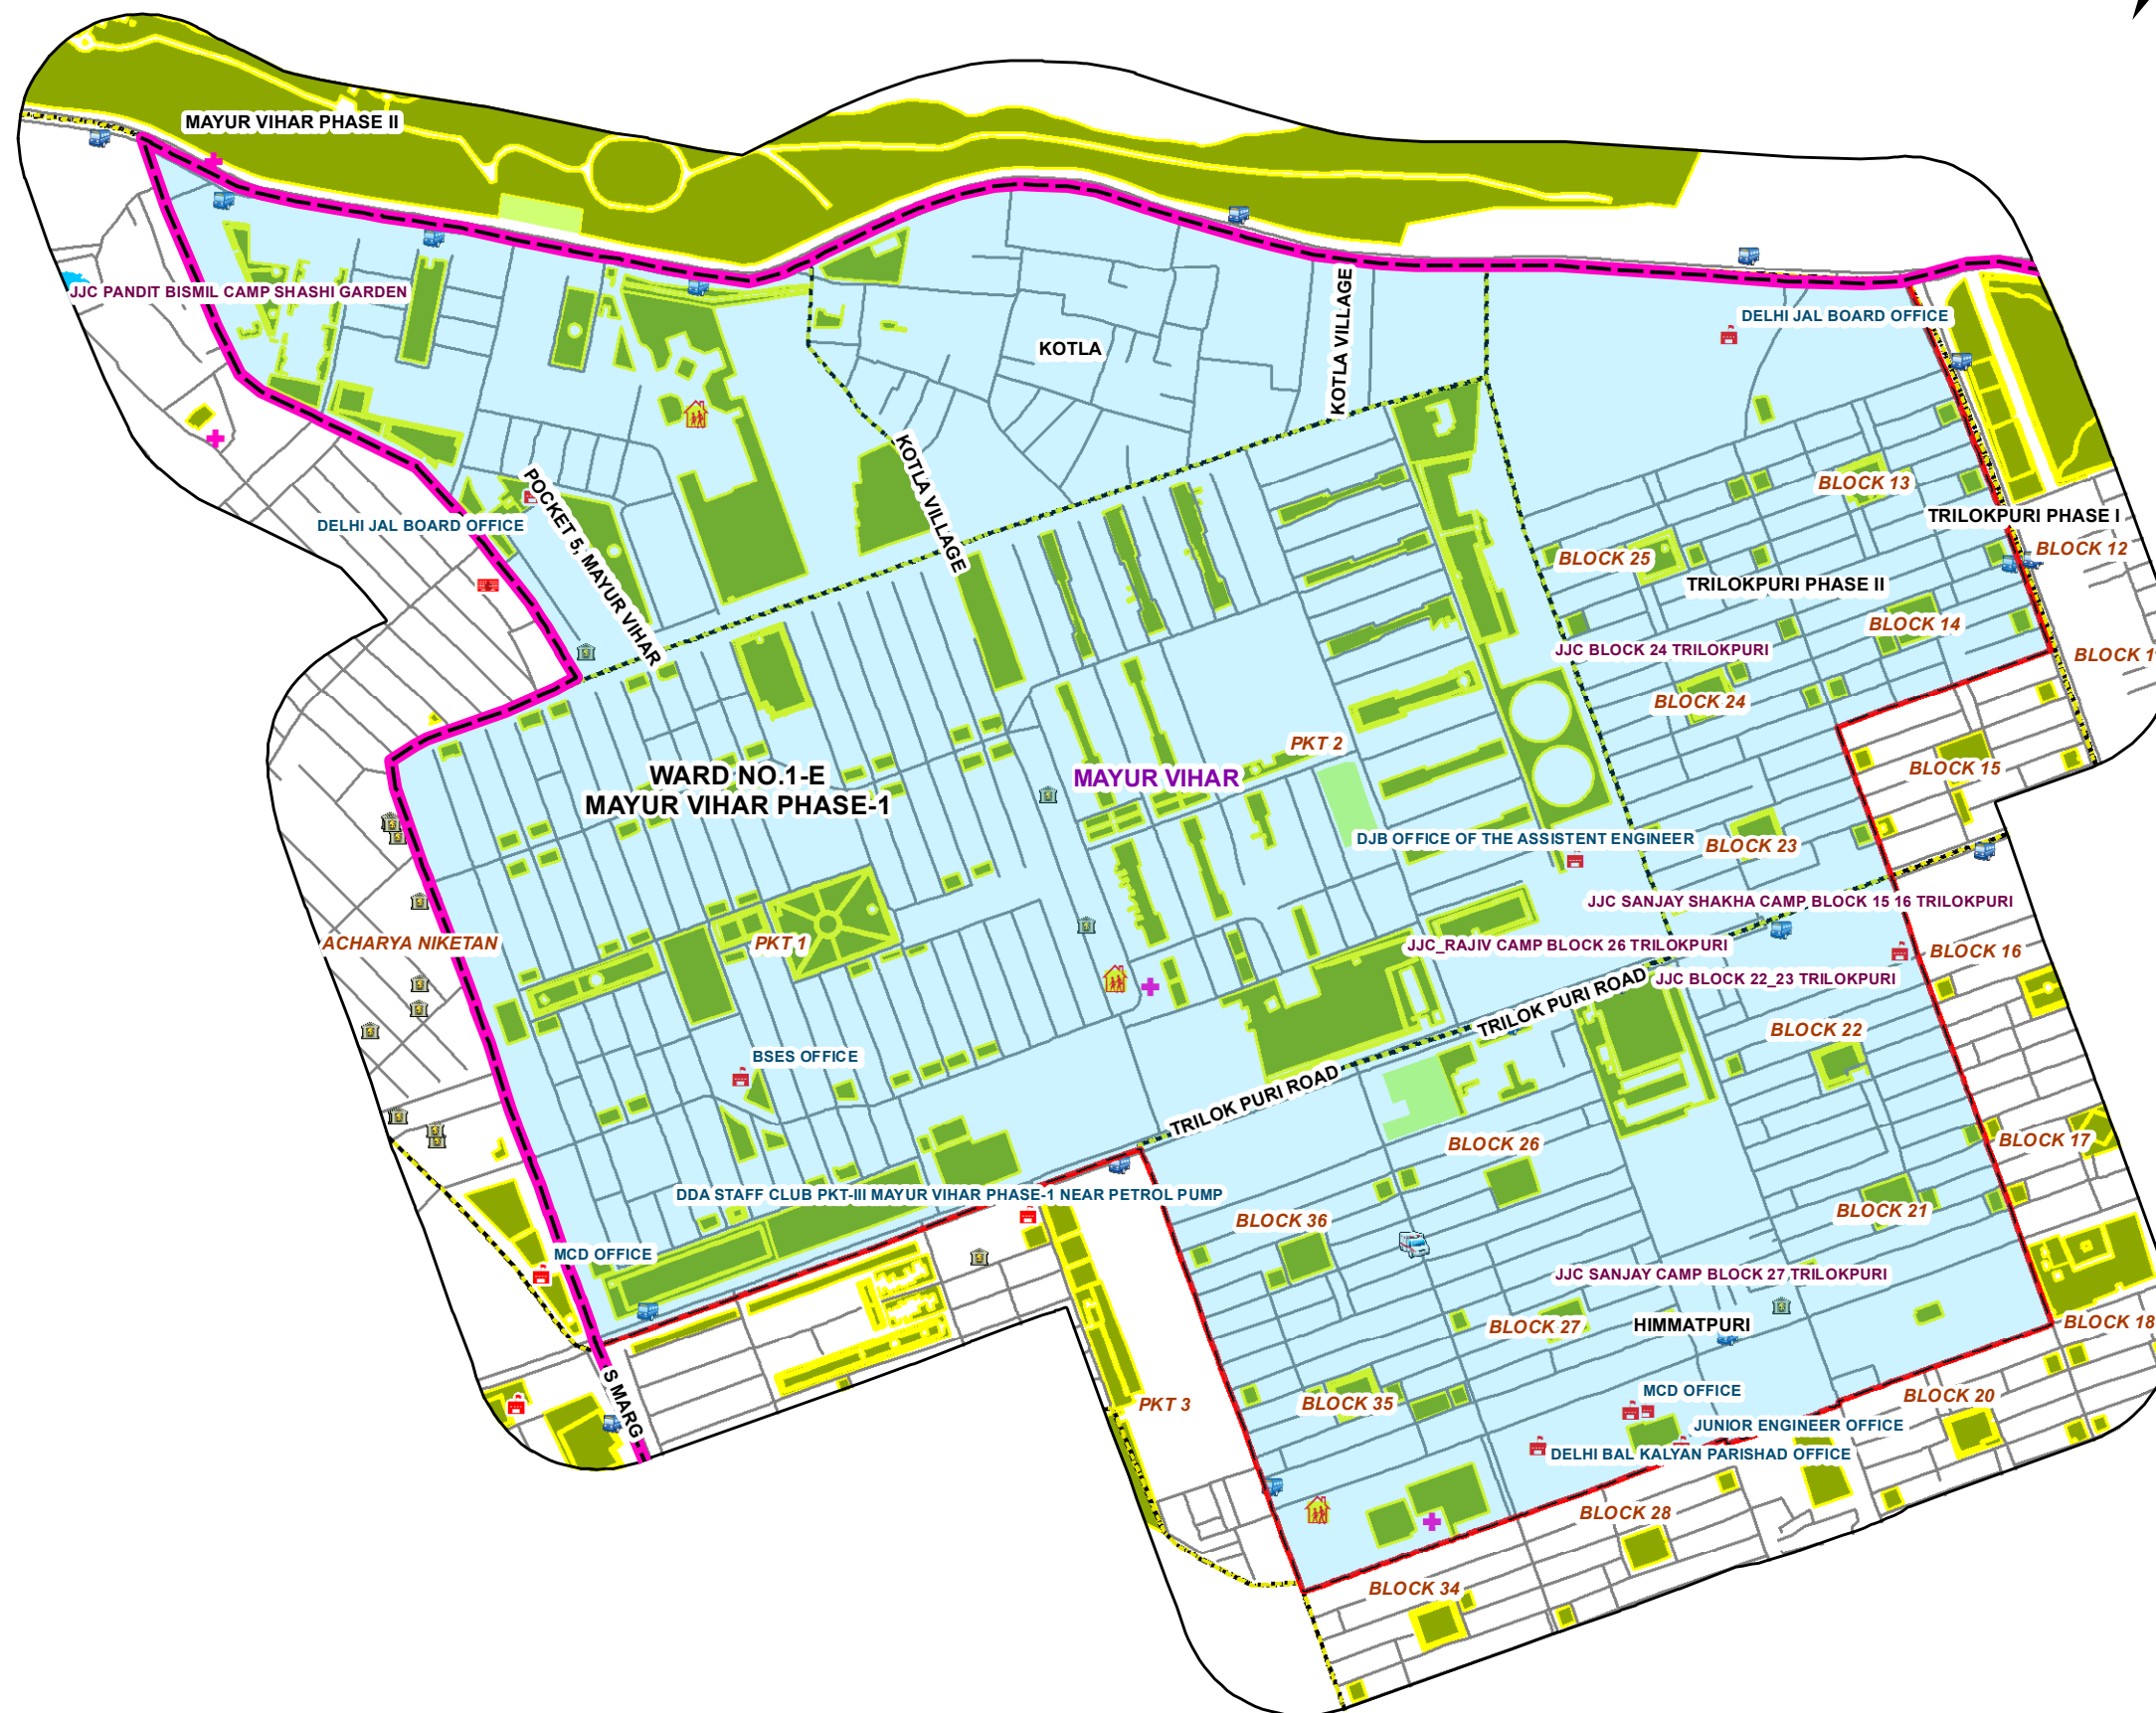 MAYUR VIHAR PHASE II
JJC PANDIT BISMIL CAMP SHASHI GARDEN
DELHI JAL BOARD OFFICE
KOTLA
KOTLA VILLAGE
KOTLA VILLAGE
POCKET 5, MAYUR VIHAR
DELHI JAL BOARD OFFICE
BLOCK 13
TRILOKPURI PHASE I
BLOCK 12
BLOCK 25
TRILOKPURI PHASE II
BLOCK 14
JJC BLOCK 24 TRILOKPURI
BLOCK 24
PKT 2
WARD NO.1-E
MAYUR VIHAR PHASE-1
MAYUR VIHAR
BLOCK 15
DJB OFFICE OF THE ASSISTENT ENGINEER
BLOCK 23
JJC SANJAY SHAKHA CAMP BLOCK 15 16 TRILOKPURI
ACHARYA NIKETAN
PKT 1
JJC_RAJIV CAMP BLOCK 26 TRILOKPURI
BLOCK 16
JJC BLOCK 22_23 TRILOKPURI
TRILOK PURI ROAD
BLOCK 22
BSES OFFICE
TRILOK PURI ROAD
BLOCK 26
BLOCK 17
DDA STAFF CLUB PKT-III MAYUR VIHAR PHASE-1 NEAR PETROL PUMP
BLOCK 36
BLOCK 21
MCD OFFICE
JJC SANJAY CAMP BLOCK 27 TRILOKPURI
BLOCK 27
HIMMATPURI
BLOCK 18
S MARG
PKT 3
BLOCK 35
MCD OFFICE
BLOCK 20
JUNIOR ENGINEER OFFICE
DELHI BAL KALYAN PARISHAD OFFICE
BLOCK 28
BLOCK 34